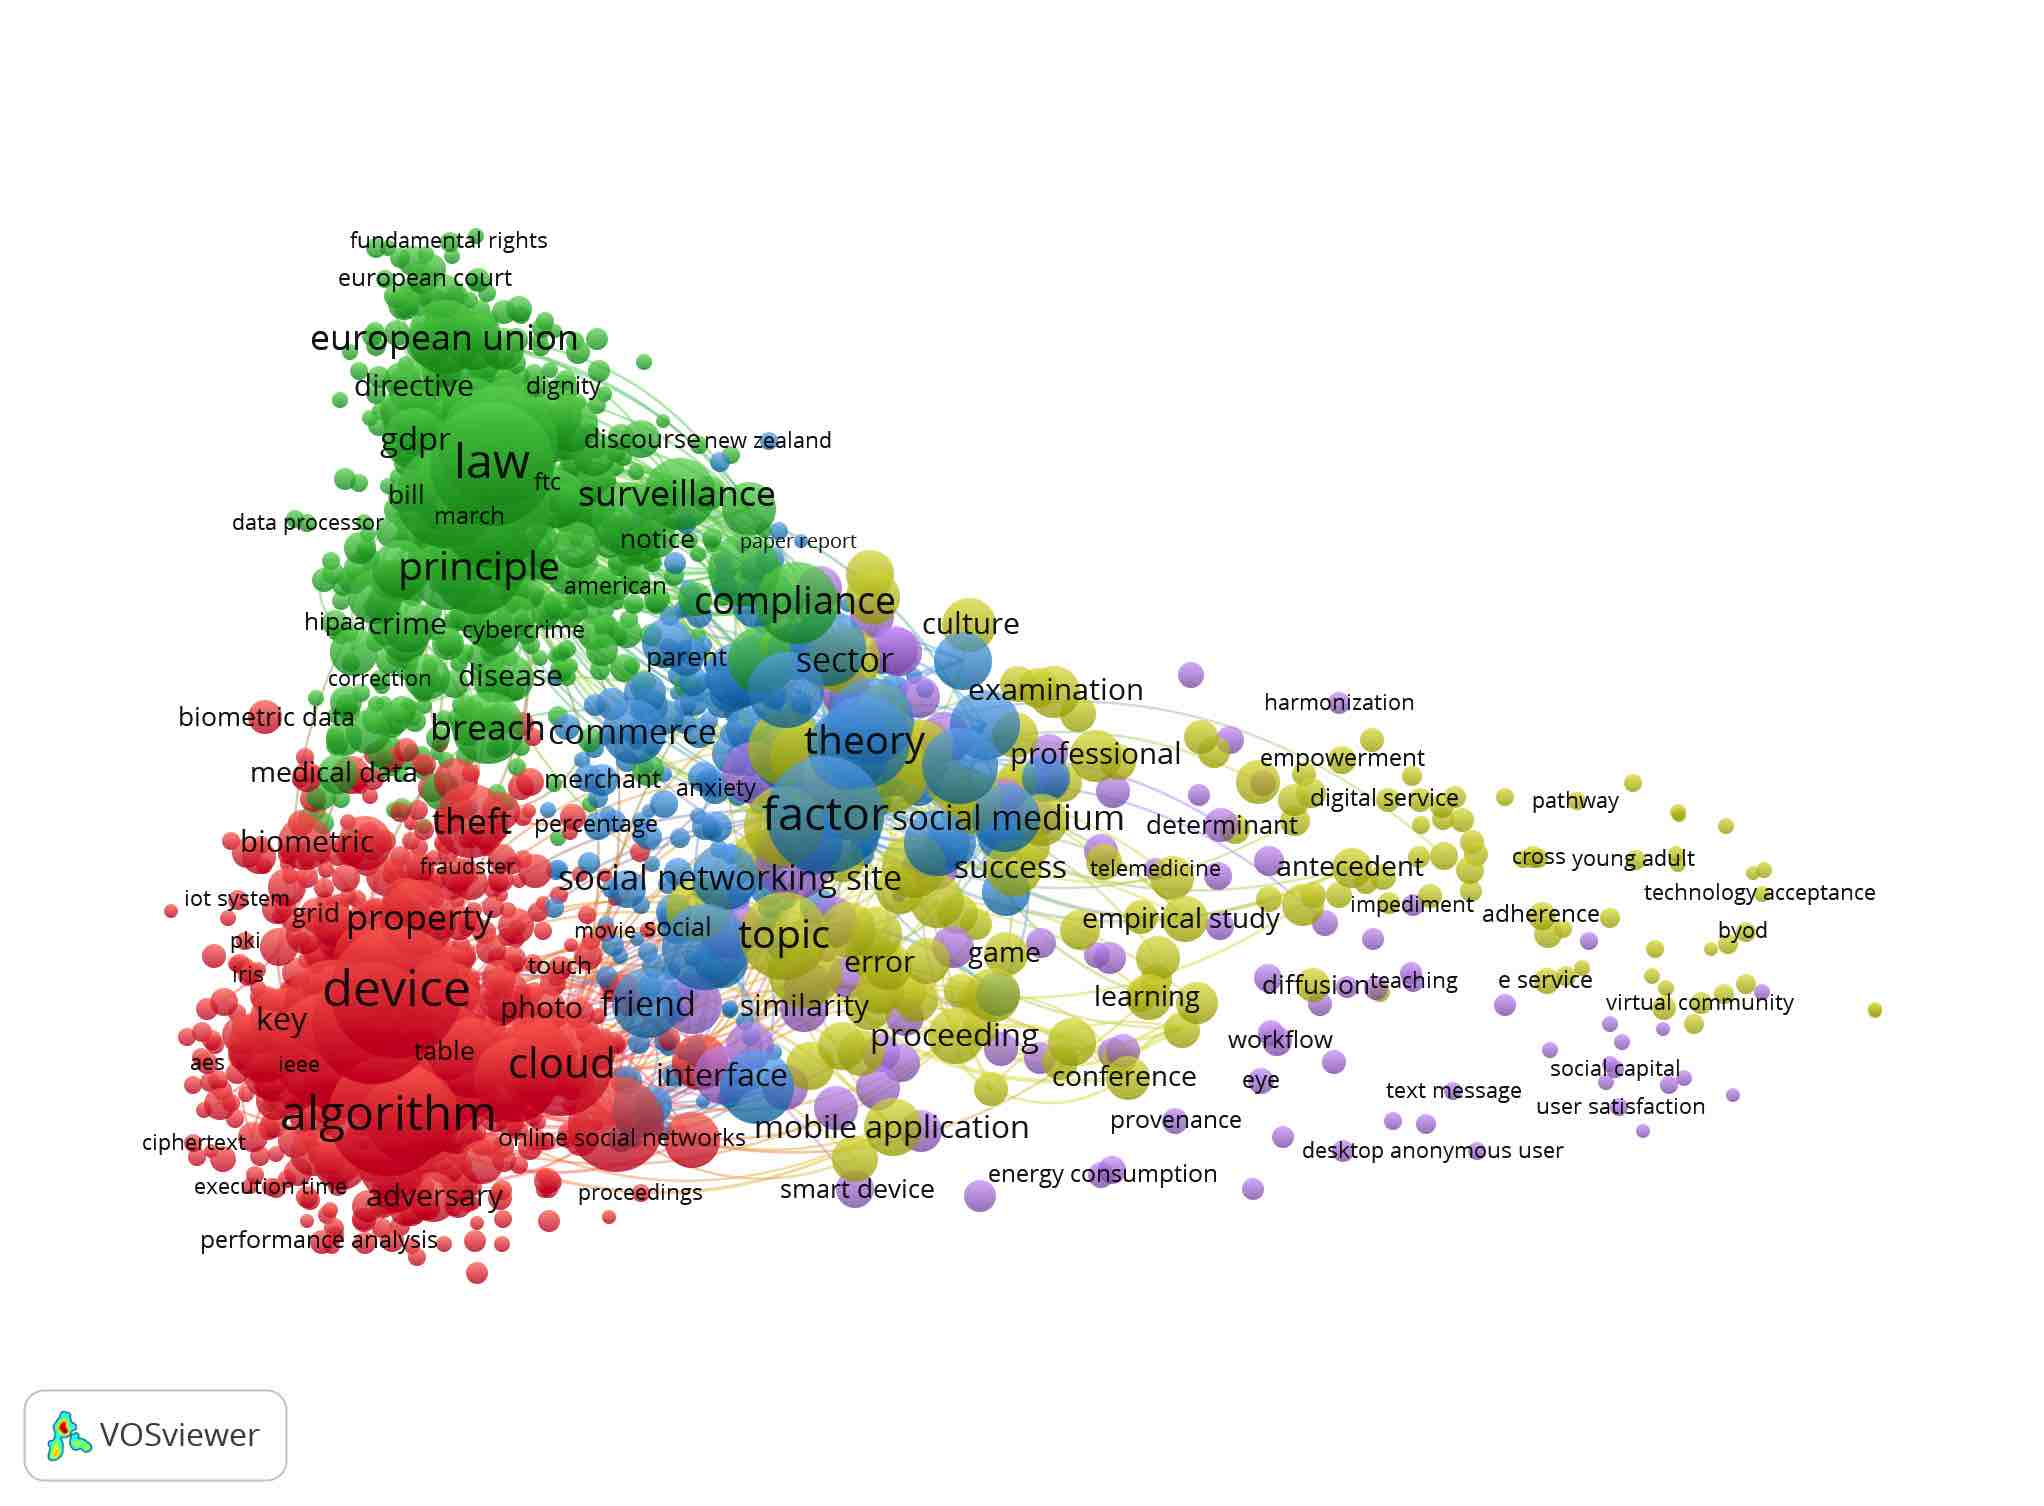 fundamental rights
european court
european union
directive
dignity
gdpr
discourse
new zealand
law
ftc
bill
surveillance
march
data processor
notice
paper report
principle
american
compliance
hipaa
crime
cybercrime
culture
parent
sector
correction
disease
examination
harmonization
biometric data
breach
commerce
theory
professional
empowerment
medical data
merchant
anxiety
digital service
pathway
theft
percentage
factor
social medium
determinant
biometric
fraudster
social networking site
success
telemedicine
antecedent
cross
young adult
technology acceptance
iot system
grid
property
movie
social
topic
empirical study
impediment
adherence
byod
pki
iris
touch
error
game
device
photo
friend
similarity
learning
diffusion
teaching
e service
virtual community
key
proceeding
workflow
aes
ieee
table
cloud
interface
conference
eye
social capital
text message
user satisfaction
algorithm
ciphertext
online social networks
mobile application
provenance
desktop anonymous user
execution time
adversary
proceedings
smart device
energy consumption
performance analysis
VOSviewer